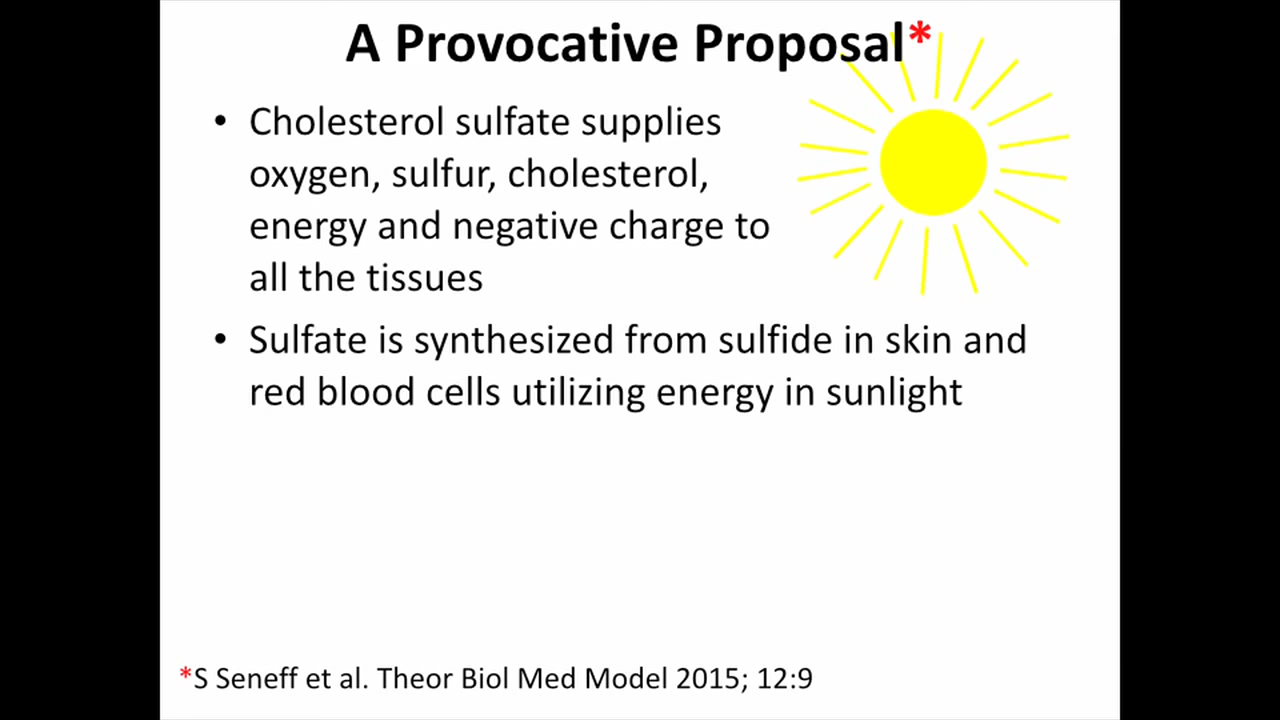 A Provocative Proposal*
• Cholesterol sulfate supplies
oxygen, sulfur, cholesterol,
energy and negative charge to
all the tissues
• Sulfate is synthesized from sulfide in skin and
red blood cells utilizing energy in sunlight
*S Seneff et al. Theor Biol Med Model 2015; 12:9